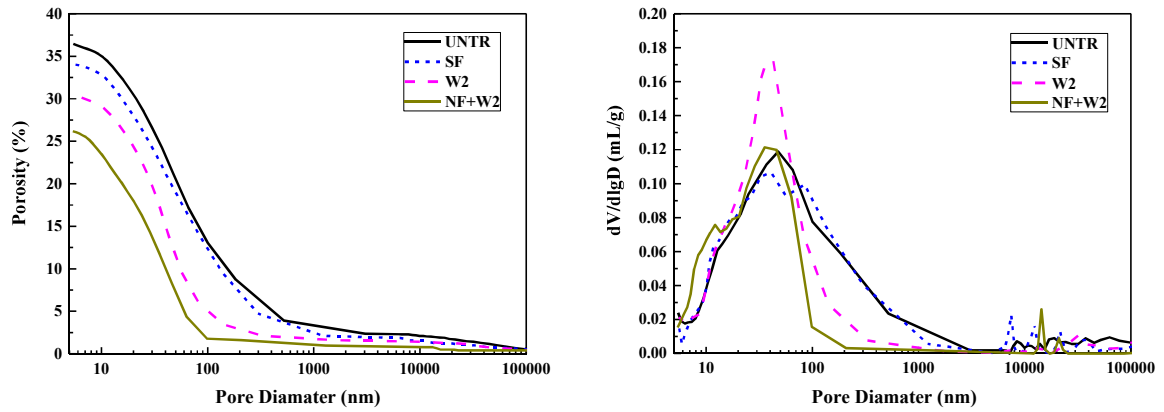 40
35
30
25
20
15
10
5
0
Porosity (%)
UNTR
SF
W2
NF+W2
10
100
1000
10000
100000
Pore Diamater (nm)
0.20
0.18
0.16
0.14
0.12
0.10
0.08
0.06
0.04
0.02
0.00
dV/dlgD (mL/g)
UNTR
SF
W2
NF+W2
10
100
1000
10000
100000
Pore Diamater (nm)